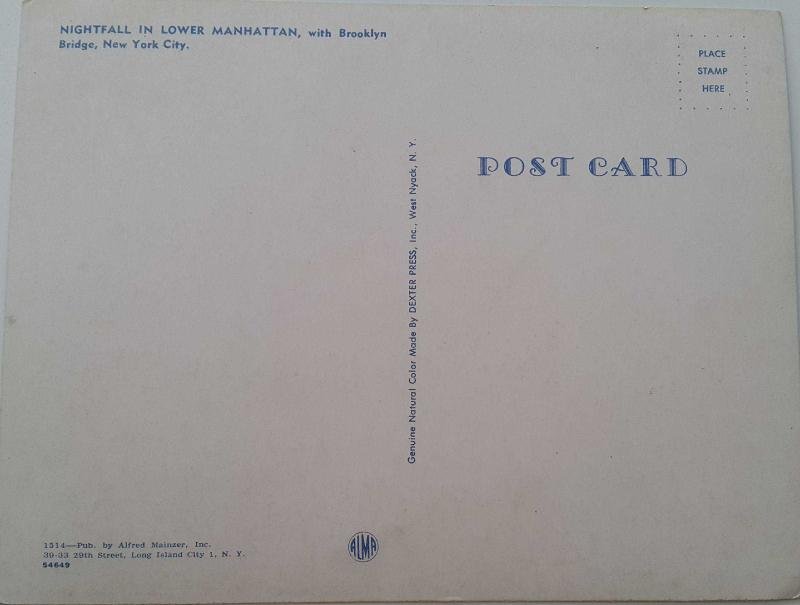 NIGHTFALL IN LOWER MANHATTAN, with Brooklyn
Bridge, New York City.
PLACE
STAMP
HERE
POST CARD
Genuine Natural Color Made By DEXTER PRESS, Inc., West Nyack, N. Y.
1514—Pub. by Alfred Mainzer, Inc.
39-33 29th Street, Long Island City 1, N. Y.
54649
ALMA